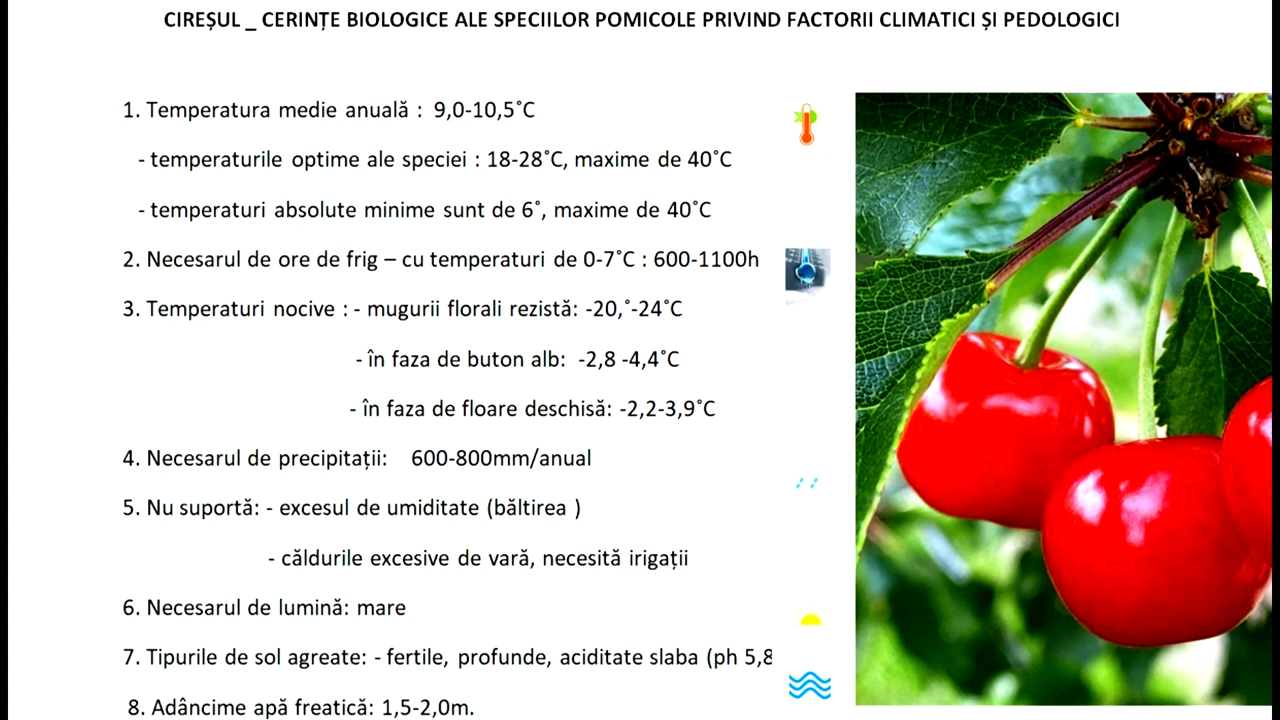 CIREȘUL _ CERINȚE BIOLOGICE ALE SPECIILOR POMICOLE PRIVIND FACTORII CLIMATICI ȘI PEDOLOGICI
1. Temperatura medie anuală : 9,0-10,5˚C
- temperaturile optime ale speciei : 18-28˚C, maxime de 40˚C
- temperaturi absolute minime sunt de 6˚, maxime de 40˚C
2. Necesarul de ore de frig – cu temperaturi de 0-7˚C : 600-1100h
3. Temperaturi nocive : - mugurii florali rezistă: -20,˚-24˚C
- în faza de buton alb: -2,8 -4,4˚C
- în faza de floare deschisă: -2,2-3,9˚C
4. Necesarul de precipitații: 600-800mm/anual
5. Nu suportă: - excesul de umiditate (băltirea )
- căldurile excesive de vară, necesită irigații
6. Necesarul de lumină: mare
7. Tipurile de sol agreate: - fertile, profunde, aciditate slaba (ph 5,8
8. Adâncime apă freatică: 1,5-2,0m.